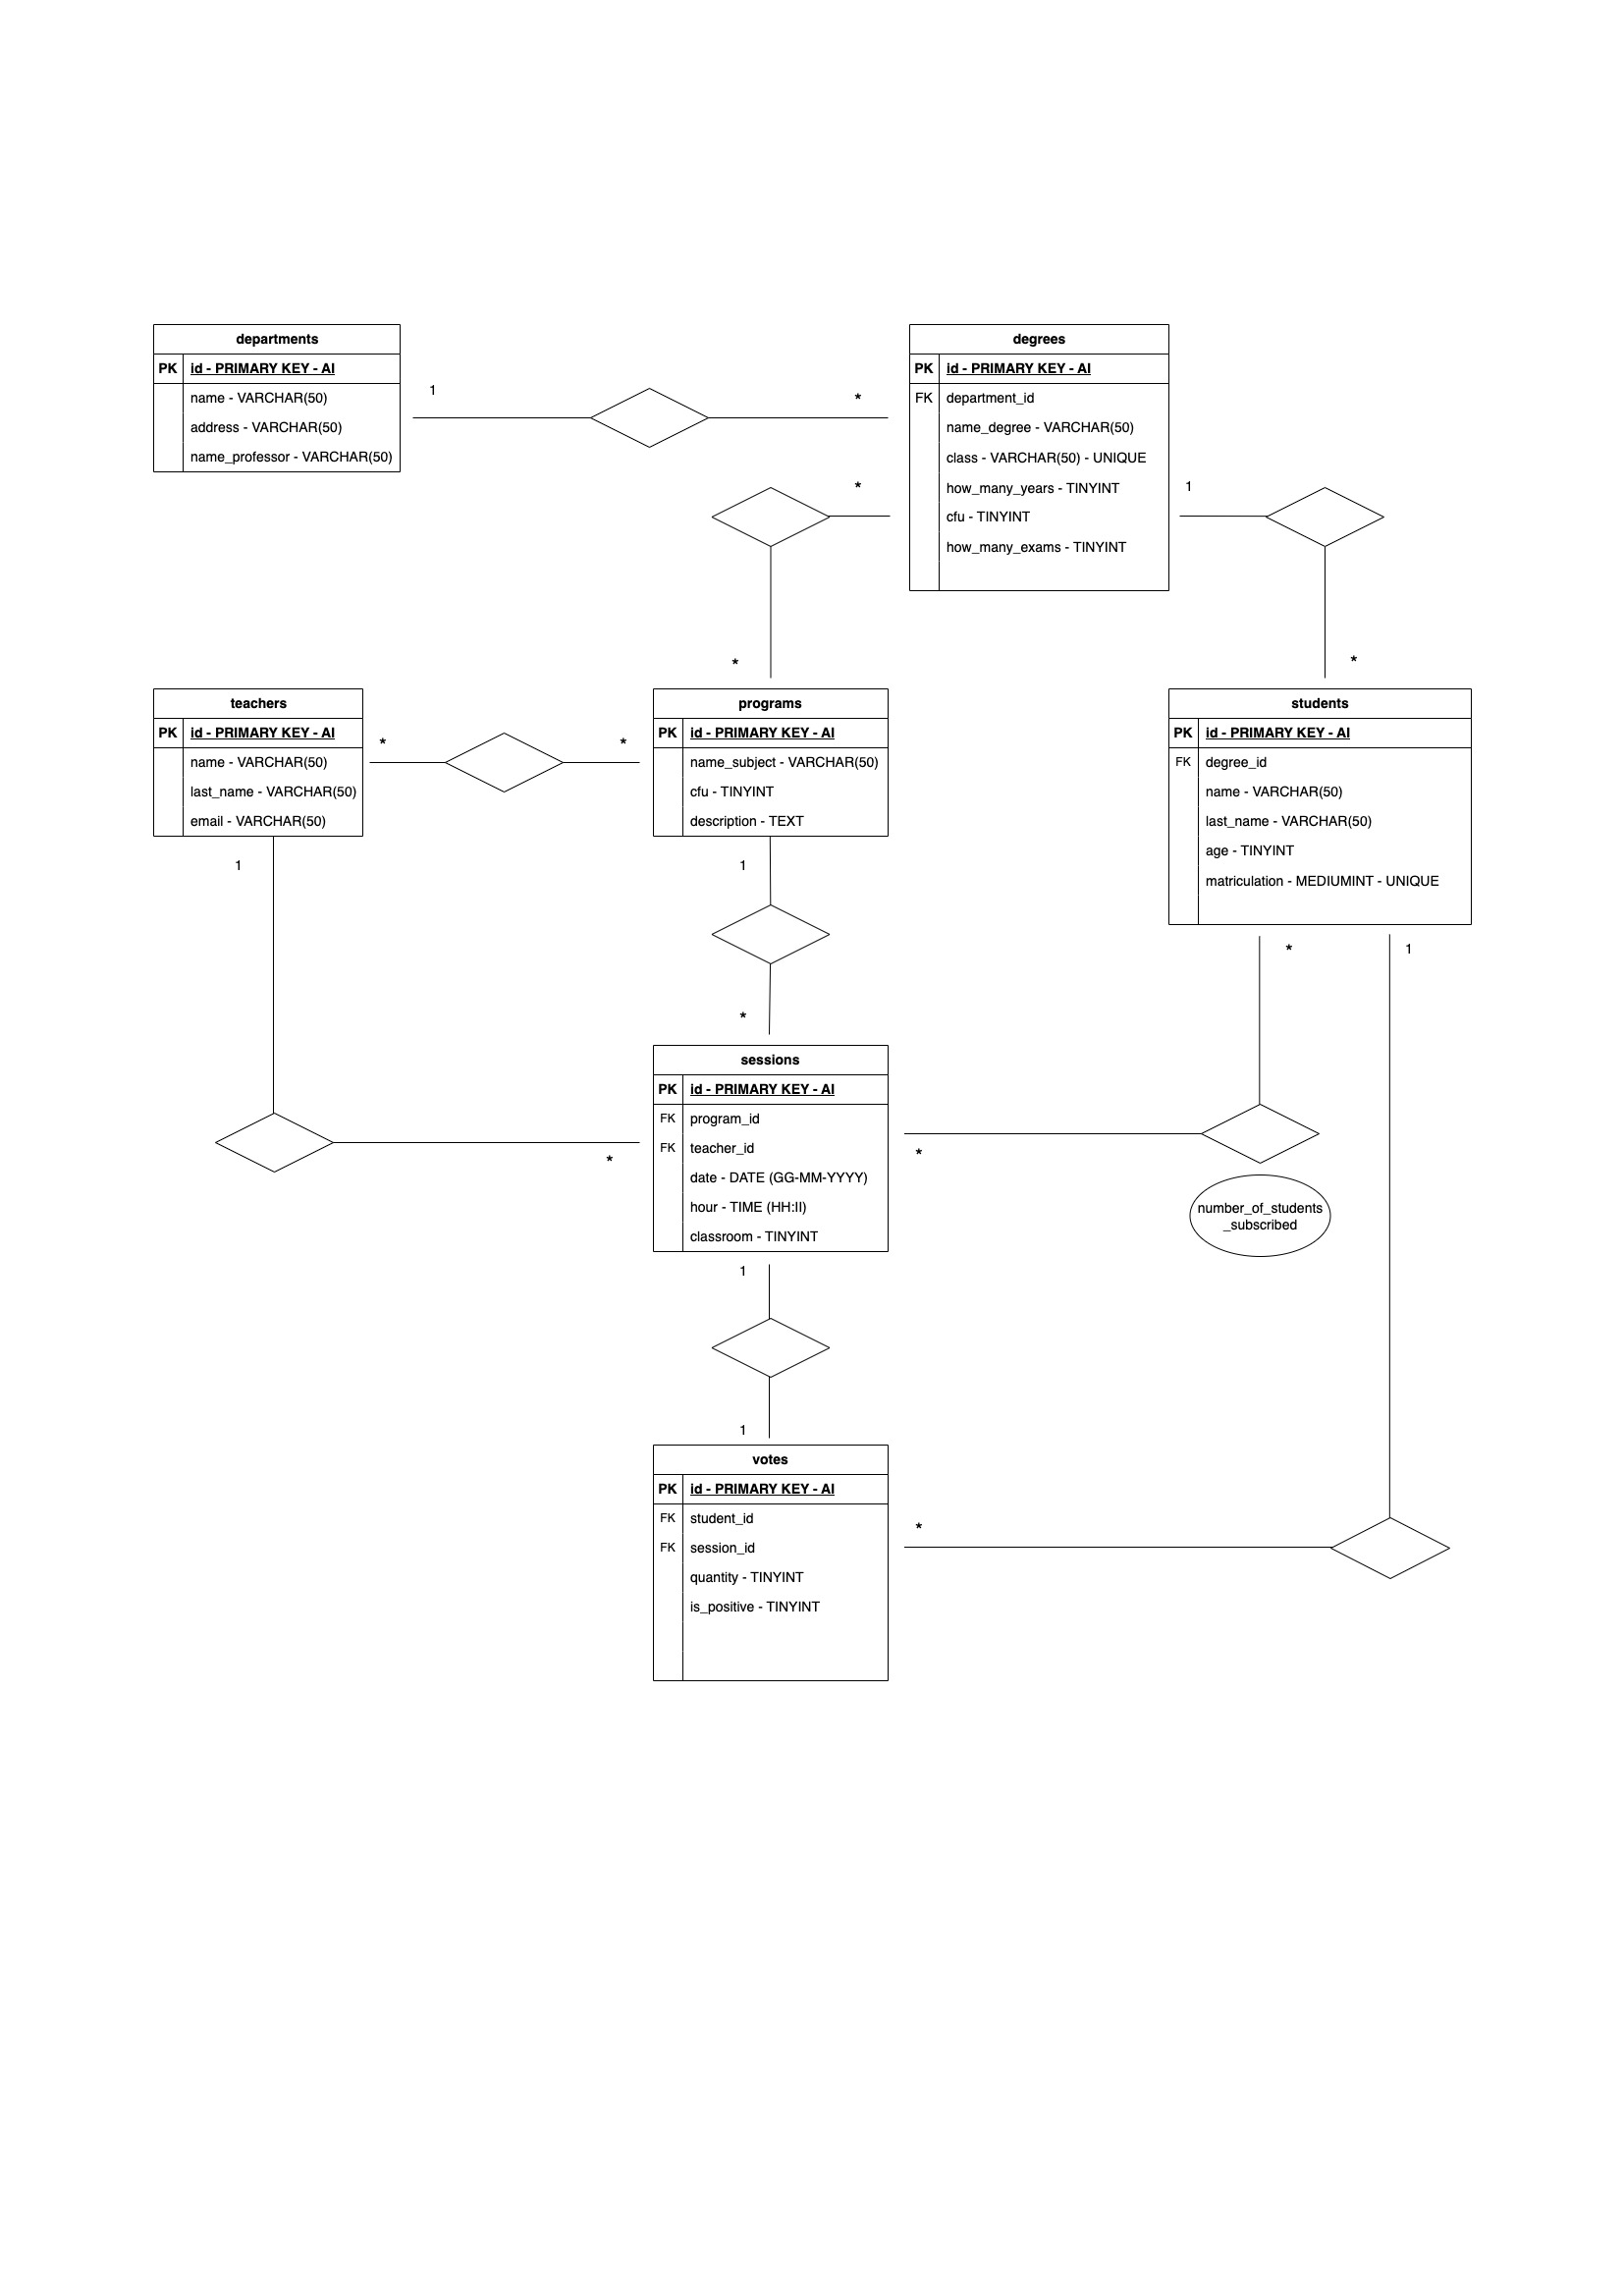 departments
PK id - PRIMARY KEY - AI
name - VARCHAR(50)
address - VARCHAR(50)
name_professor - VARCHAR(50)
1
*
degrees
PK id - PRIMARY KEY - AI
FK department_id
name_degree - VARCHAR(50)
class - VARCHAR(50) - UNIQUE
how_many_years - TINYINT
cfu - TINYINT
how_many_exams - TINYINT
*
*
1
*
teachers
PK id - PRIMARY KEY - AI
name - VARCHAR(50)
last_name - VARCHAR(50)
email - VARCHAR(50)
*
*
programs
PK id - PRIMARY KEY - AI
name_subject - VARCHAR(50)
cfu - TINYINT
description - TEXT
students
PK id - PRIMARY KEY - AI
FK degree_id
name - VARCHAR(50)
last_name - VARCHAR(50)
age - TINYINT
matriculation - MEDIUMINT - UNIQUE
1
1
*
*
1
*
sessions
PK id - PRIMARY KEY - AI
FK program_id
FK teacher_id
date - DATE (GG-MM-YYYY)
hour - TIME (HH:II)
classroom - TINYINT
*
number_of_students
_subscribed
1
1
votes
PK id - PRIMARY KEY - AI
FK student_id
FK session_id
quantity - TINYINT
is_positive - TINYINT
*